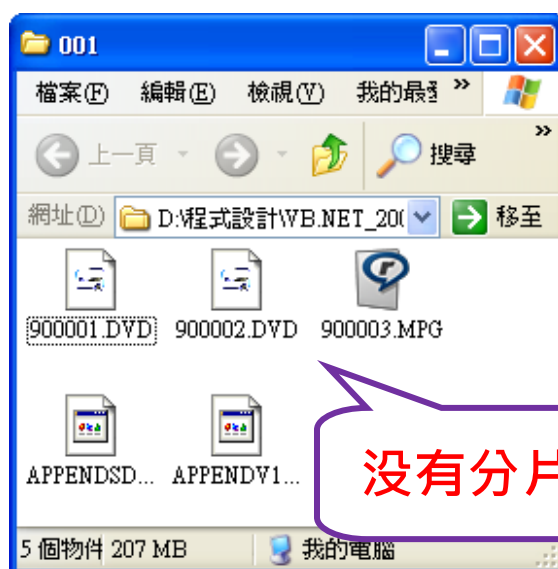 001
檔案(F) 編輯(E) 檢視(V) 我的最 »
上一頁 搜尋 »
網址(D) D:\程式設計\VB.NET_200 移至
900001.DVD 900002.DVD 900003.MPG
APPENDSD... APPENDV1...
没有分片
5 個物件 207 MB 我的電腦